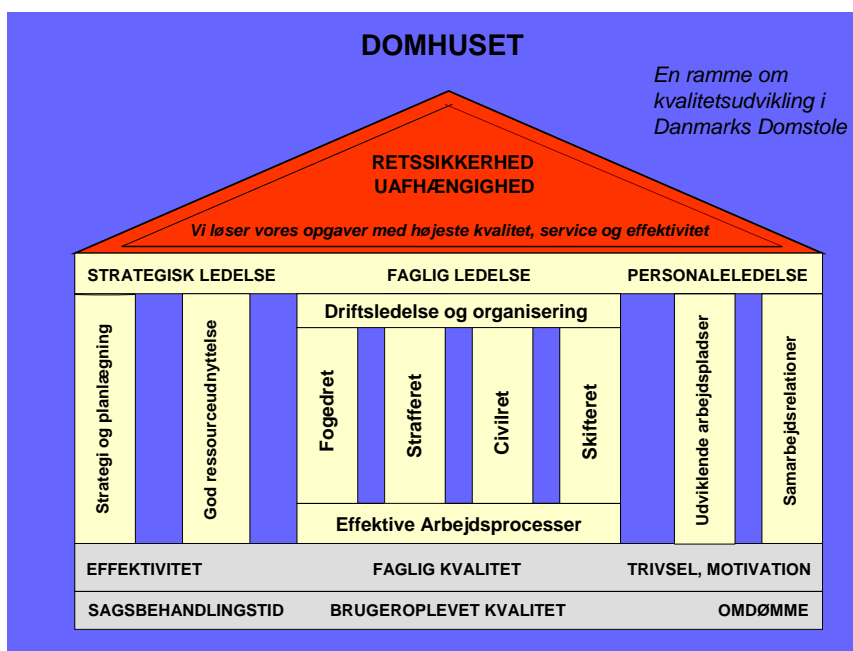 DOMHUSET
En ramme om
kvalitetsudvikling i
Danmarks Domstole
RETSSIKKERHED
UAFHÆNGIGHED
Vi løser vores opgaver med højeste kvalitet, service og effektivitet
STRATEGISK LEDELSE
FAGLIG LEDELSE
PERSONALELEDELSE
Strategi og planlægning
God ressourceudnyttelse
Driftsledelse og organisering
Fogedret
Strafferet
Civilret
Skifteret
Effektive Arbejdsprocesser
Udviklende arbejdspladser
Samarbejdsrelationer
EFFEKTIVITET
FAGLIG KVALITET
TRIVSEL, MOTIVATION
SAGSBEHANDLINGSTID
BRUGEROPLEVET KVALITET
OMDØMME